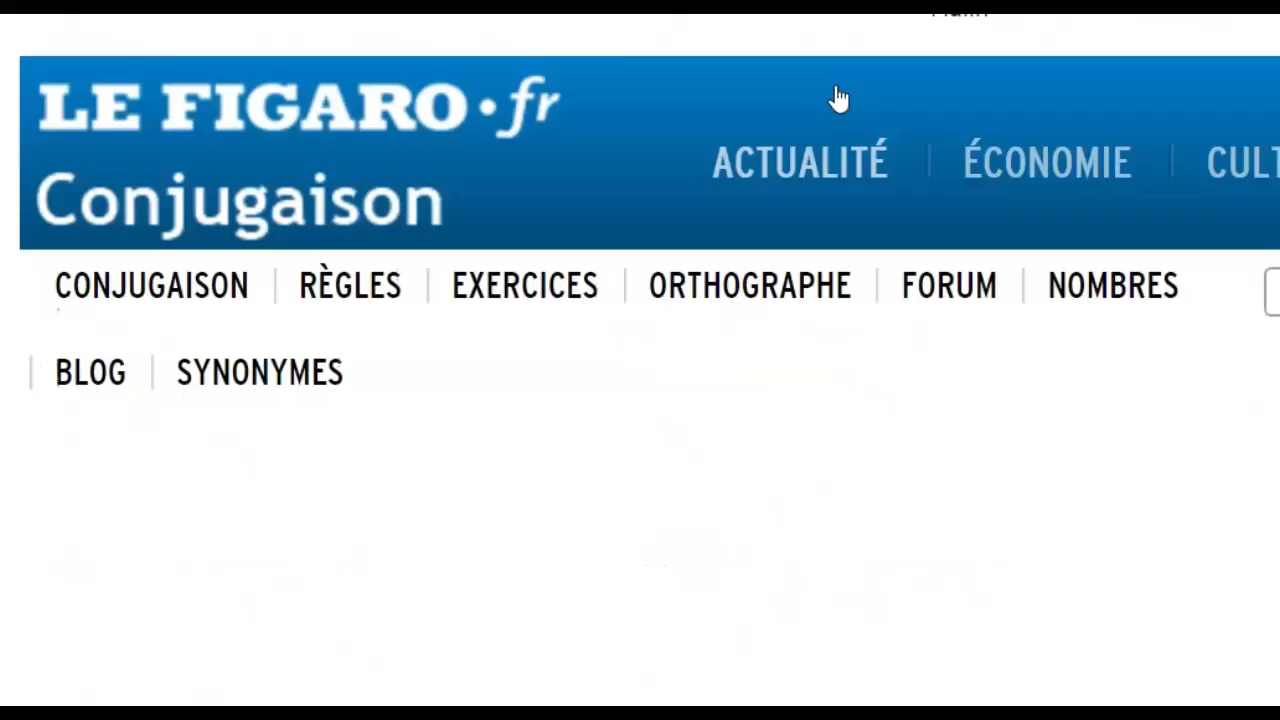 LE FIGARO·fr
Conjugaison
ACTUALITÉ ÉCONOMIE
CONJUGAISON RÈGLES EXERCICES ORTHOGRAPHE FORUM NOMBRES
BLOG SYNONYMES